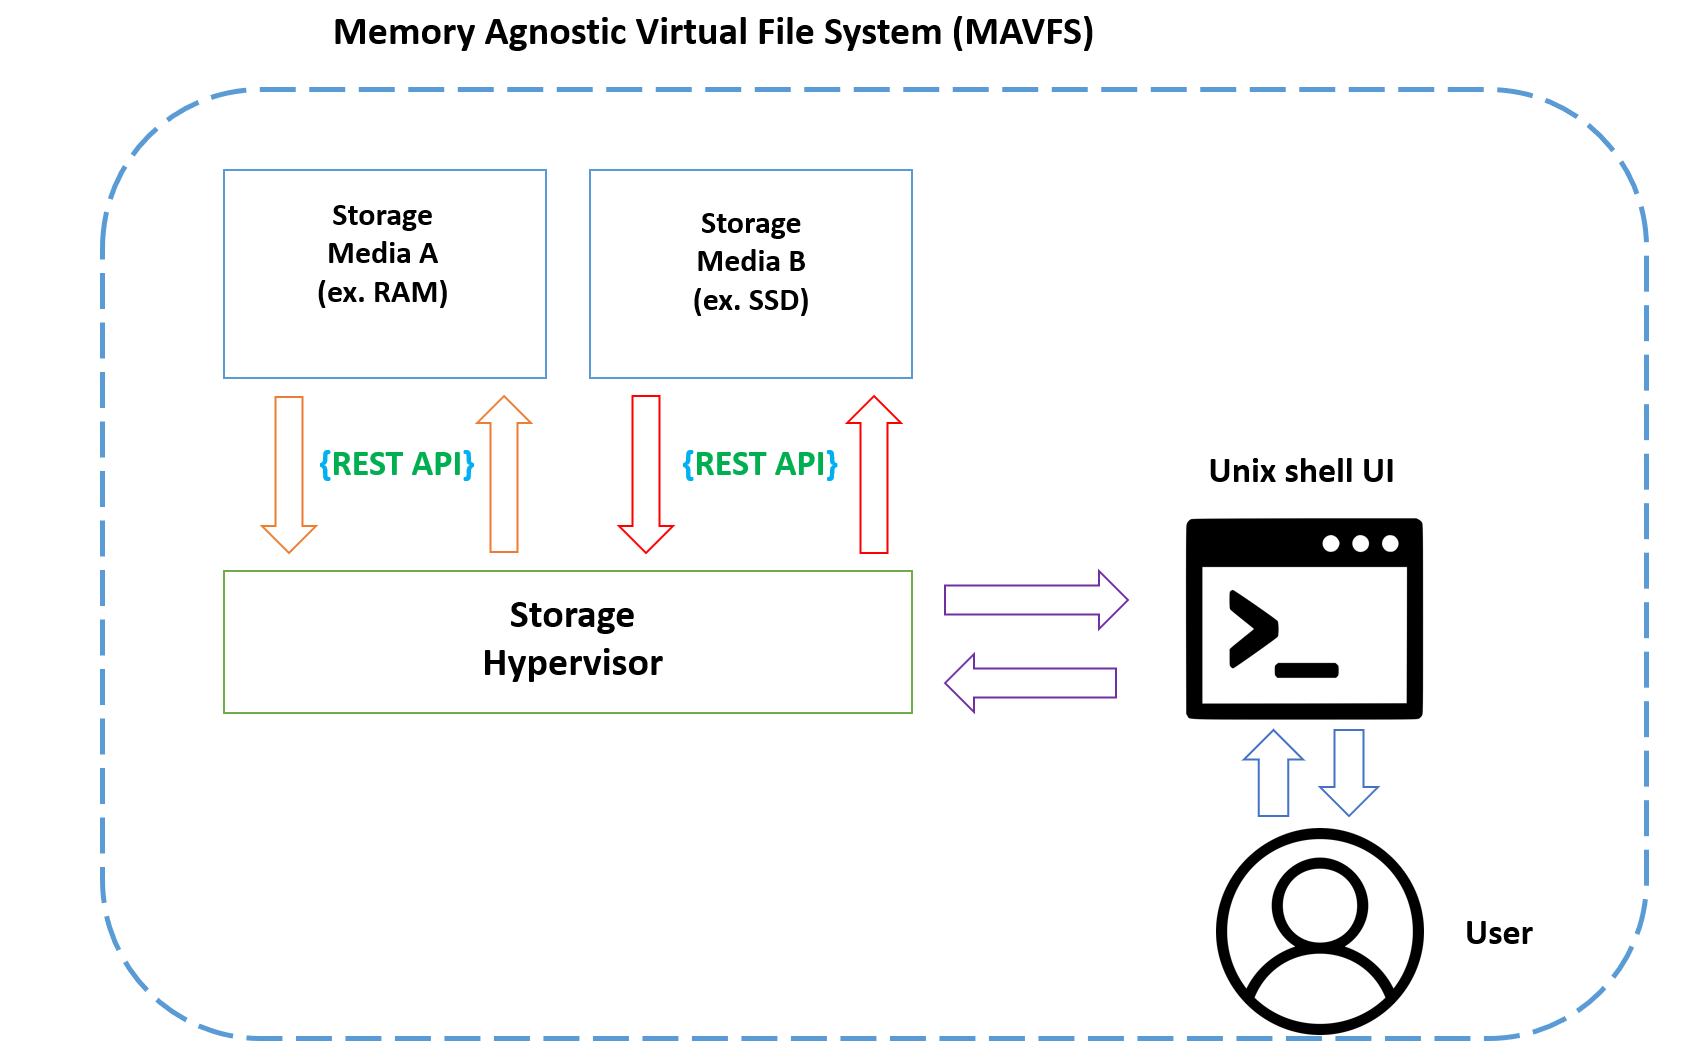 Memory Agnostic Virtual File System (MAVFS)
Storage
Media A
(ex. RAM)
Storage
Media B
(ex. SSD)
{REST API}
{REST API}
Unix shell UI
>_
Storage
Hypervisor
User